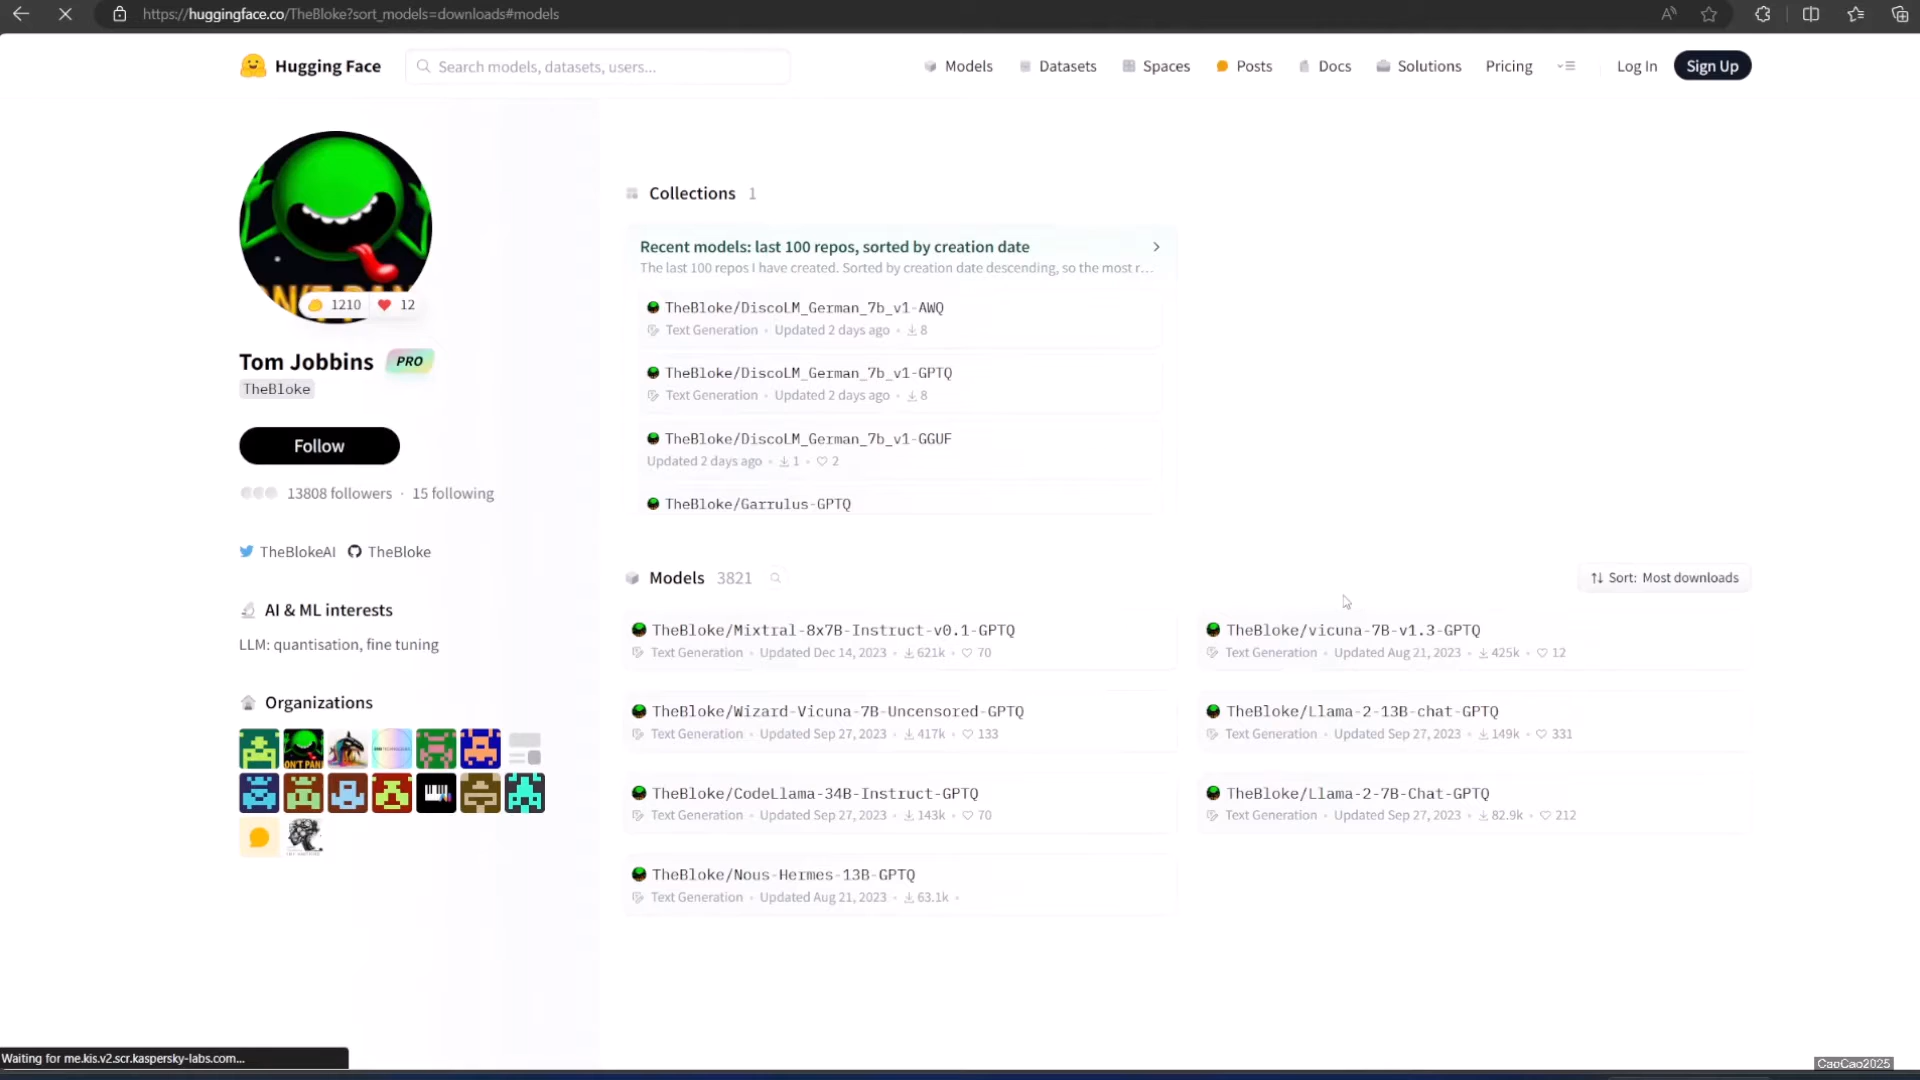 https://huggingface.co/TheBloke?sort_models=downloads#models
Hugging Face
Search models, datasets, users...
Models
Datasets
Spaces
Posts
Docs
Solutions
Pricing
Log In
Sign Up
1210
12
Tom Jobbins PRO
TheBloke
Follow
13808 followers · 15 following
TheBlokeAI TheBloke
AI & ML interests
LLM: quantisation, fine tuning
Organizations
Collections 1
Recent models: last 100 repos, sorted by creation date
The last 100 repos I have created. Sorted by creation date descending, so the most r...
TheBloke/DiscoLM_German_7b_v1-AWQ
Text Generation • Updated 2 days ago • 8
TheBloke/DiscoLM_German_7b_v1-GPTQ
Text Generation • Updated 2 days ago • 8
TheBloke/DiscoLM_German_7b_v1-GGUF
Updated 2 days ago • 1 • 2
TheBloke/Garrulus-GPTQ
Models 3821
Sort: Most downloads
TheBloke/Mixtral-8x7B-Instruct-v0.1-GPTQ
Text Generation • Updated Dec 14, 2023 • 621k • 70
TheBloke/vicuna-7B-v1.3-GPTQ
Text Generation • Updated Aug 21, 2023 • 425k • 12
TheBloke/Wizard-Vicuna-7B-Uncensored-GPTQ
Text Generation • Updated Sep 27, 2023 • 417k • 133
TheBloke/Llama-2-13B-chat-GPTQ
Text Generation • Updated Sep 27, 2023 • 149k • 331
TheBloke/CodeLlama-34B-Instruct-GPTQ
Text Generation • Updated Sep 27, 2023 • 143k • 70
TheBloke/Llama-2-7B-Chat-GPTQ
Text Generation • Updated Sep 27, 2023 • 82.9k • 212
TheBloke/Nous-Hermes-13B-GPTQ
Text Generation • Updated Aug 21, 2023 • 63.1k •
Waiting for me.kis.v2.scr.kaspersky-labs.com...
CaoCao2025